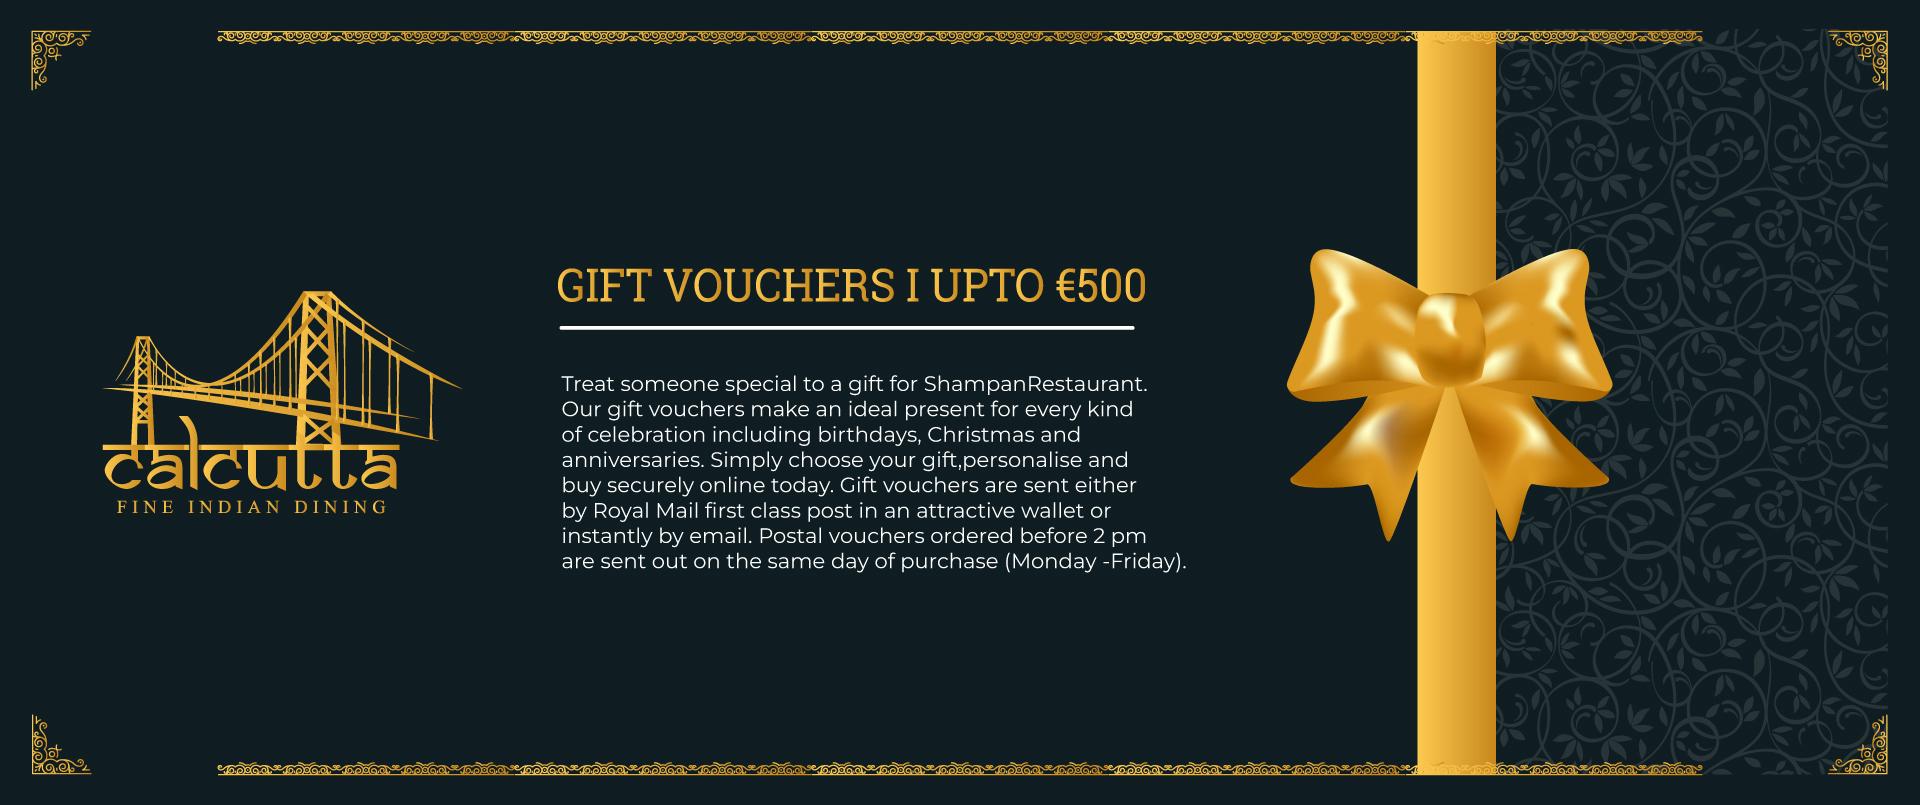 calcutta
FINE INDIAN DINING
GIFT VOUCHERS I UPTO €500
Treat someone special to a gift for ShampanRestaurant.
Our gift vouchers make an ideal present for every kind
of celebration including birthdays, Christmas and
anniversaries. Simply choose your gift,personalise and
buy securely online today. Gift vouchers are sent either
by Royal Mail first class post in an attractive wallet or
instantly by email. Postal vouchers ordered before 2 pm
are sent out on the same day of purchase (Monday -Friday).